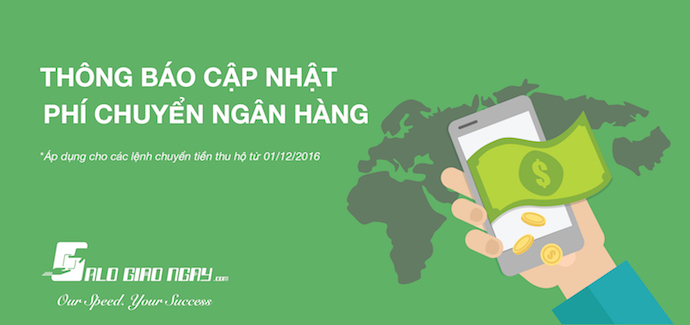 THÔNG BÁO CẬP NHẬT
PHÍ CHUYỂN NGÂN HÀNG
*Áp dụng cho các lệnh chuyển tiền thu hộ từ 01/12/2016
ALO GIAO NGAY.com
Our Speed. Your Success